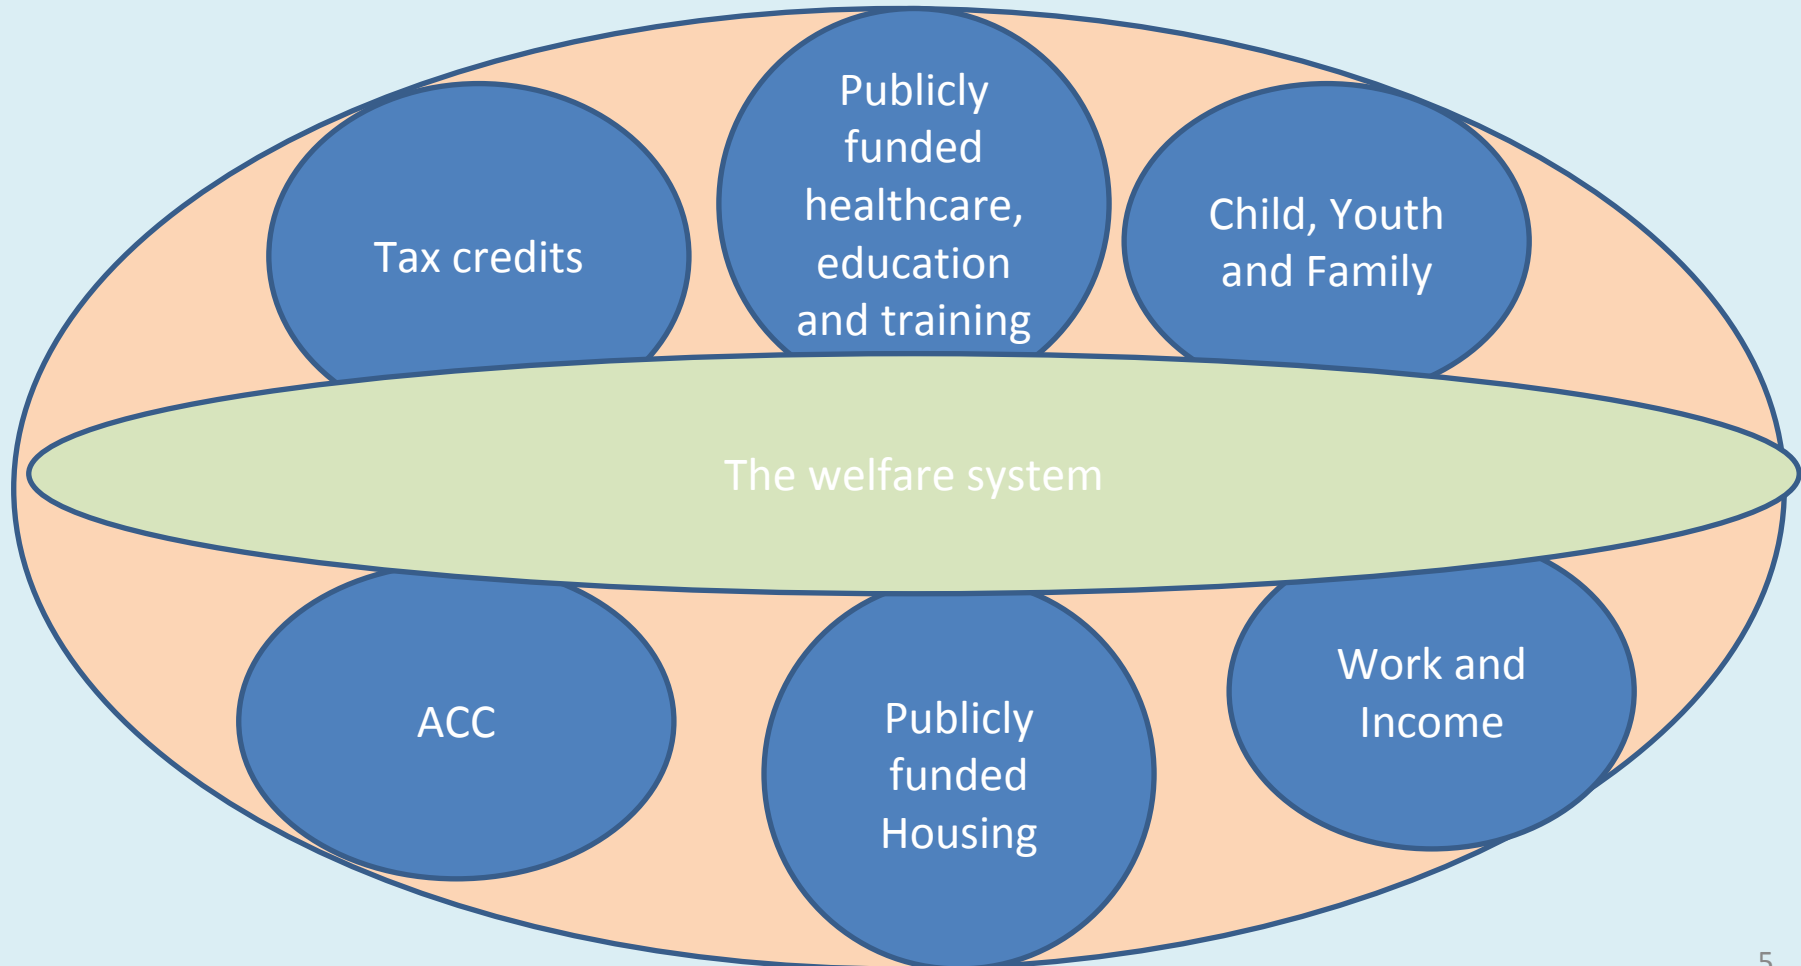 Publicly
funded
healthcare,
education
and training
Tax credits
Child, Youth
and Family
The welfare system
ACC
Publicly
funded
Housing
Work and
Income
5